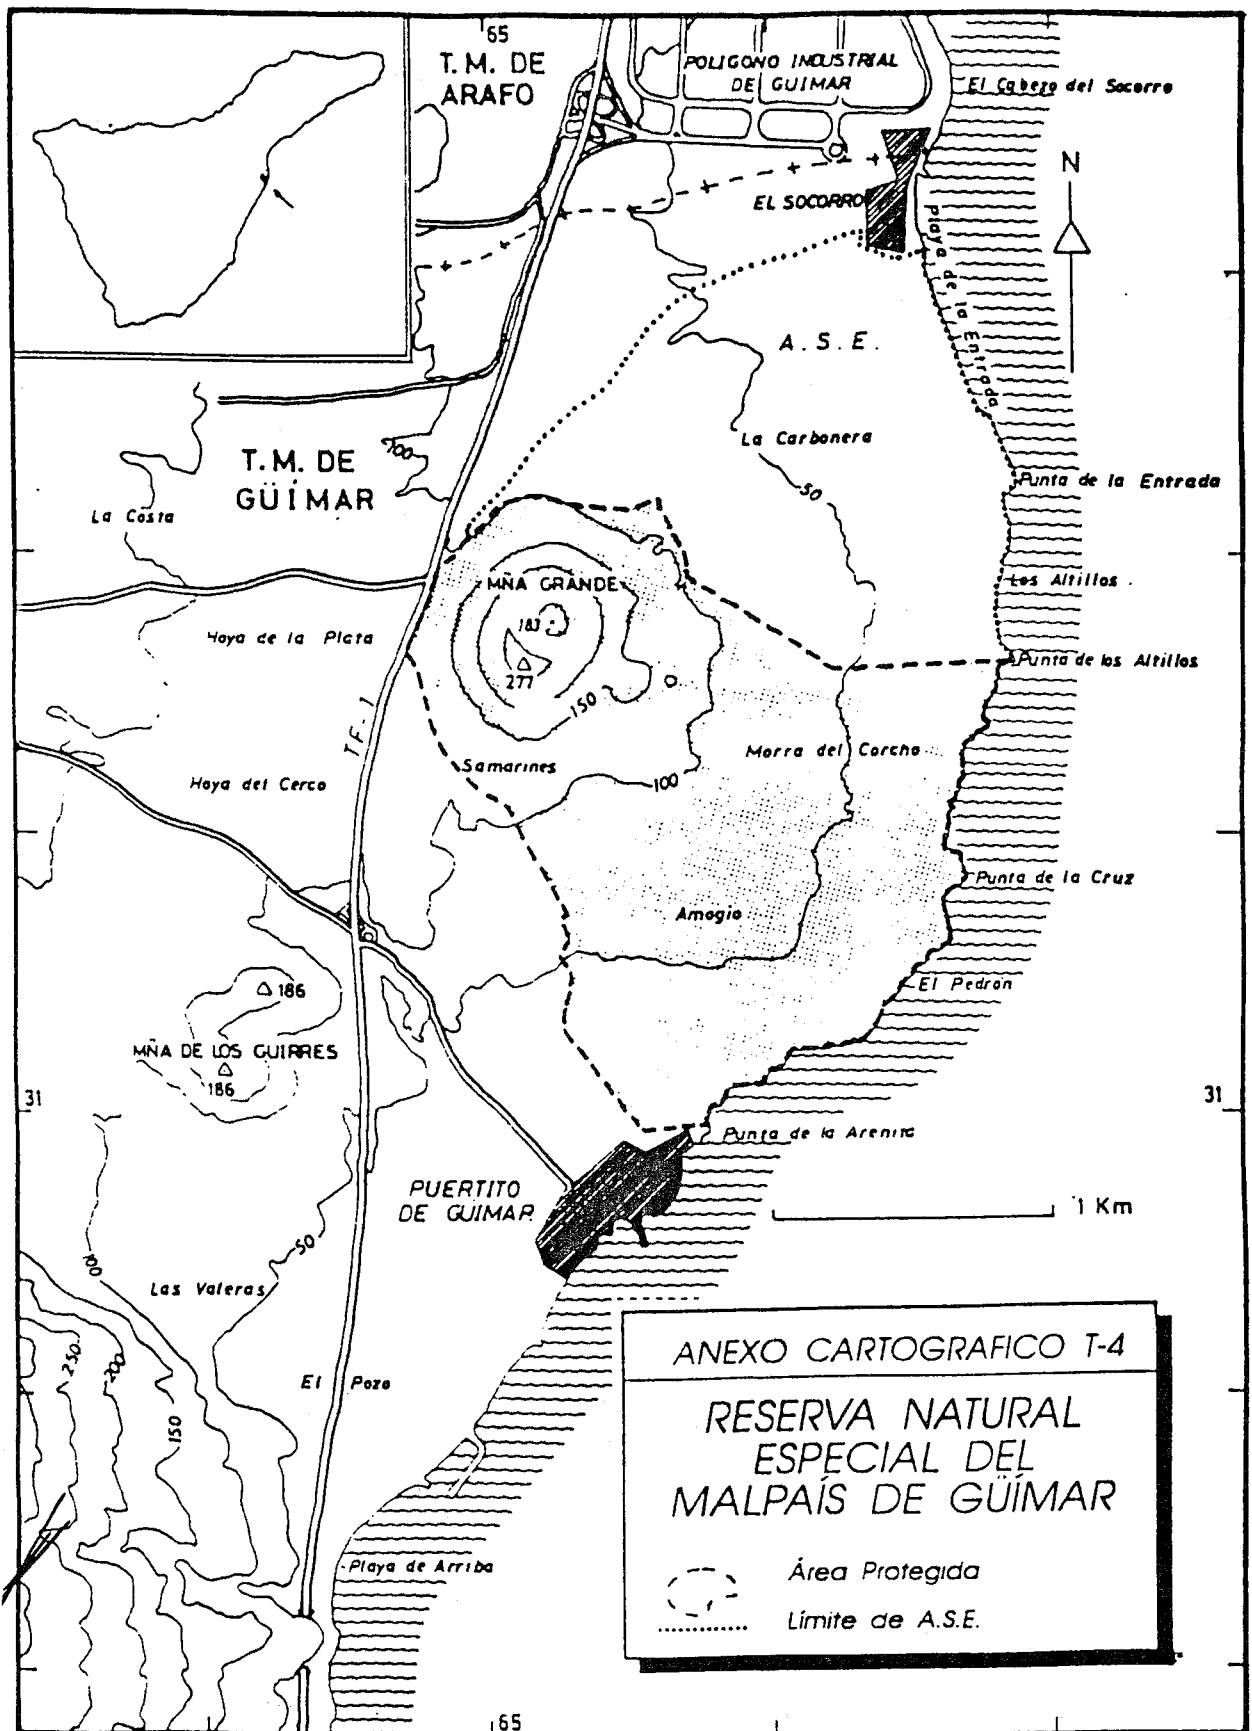 65
T. M. DE
ARAFO
POLIGONO INDUSTRIAL
DE GUIMAR
El Cabezo del Socorro
N
EL SOCORRO
Playa de la Entrada
A. S. E.
La Carbonera
100
T. M. DE
GÜÍMAR
La Costa
50
Punta de la Entrada
MÑA GRANDE
Los Altillos
183
Hoya de la Plata
Punta de los Altillos
277
150
TF-1
Samarines
Morra del Corcho
100
Hoya del Cerco
Punta de la Cruz
Amogio
186
El Pedron
MÑA DE LOS GUIRRES
186
31
31
Punta de la Arenita
PUERTITO
DE GUIMAR
1 Km
50
100
Las Valeras
250
200
150
El Pozo
Playa de Arriba
ANEXO CARTOGRAFICO T-4
RESERVA NATURAL
ESPECIAL DEL
MALPAÍS DE GÜÍMAR
Área Protegida
Límite de A.S.E.
65